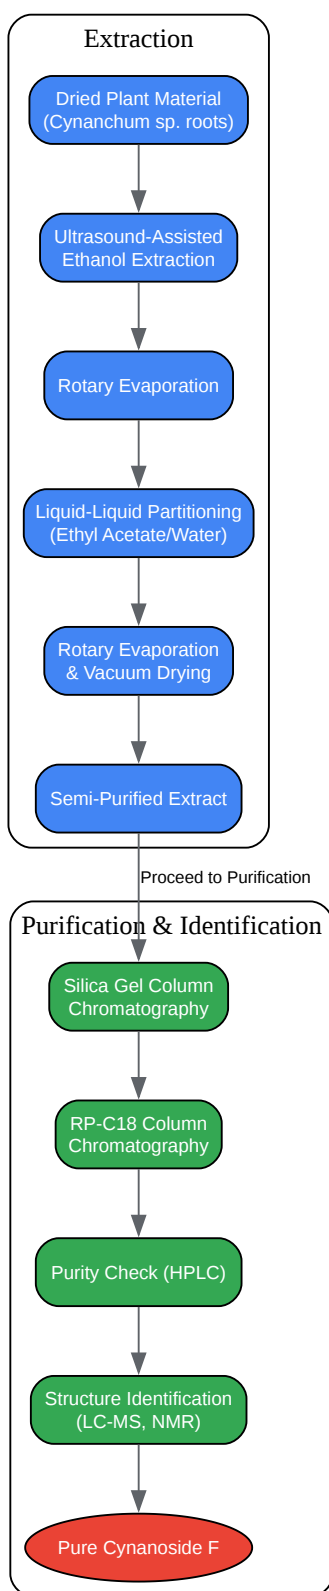 Extraction
Dried Plant Material
(Cynanchum sp. roots)
Ultrasound-Assisted
Ethanol Extraction
Rotary Evaporation
Liquid-Liquid Partitioning
(Ethyl Acetate/Water)
Rotary Evaporation
& Vacuum Drying
Semi-Purified Extract
Proceed to Purification
Purification & Identification
Silica Gel Column
Chromatography
RP-C18 Column
Chromatography
Purity Check (HPLC)
Structure Identification
(LC-MS, NMR)
Pure Cynanoside F